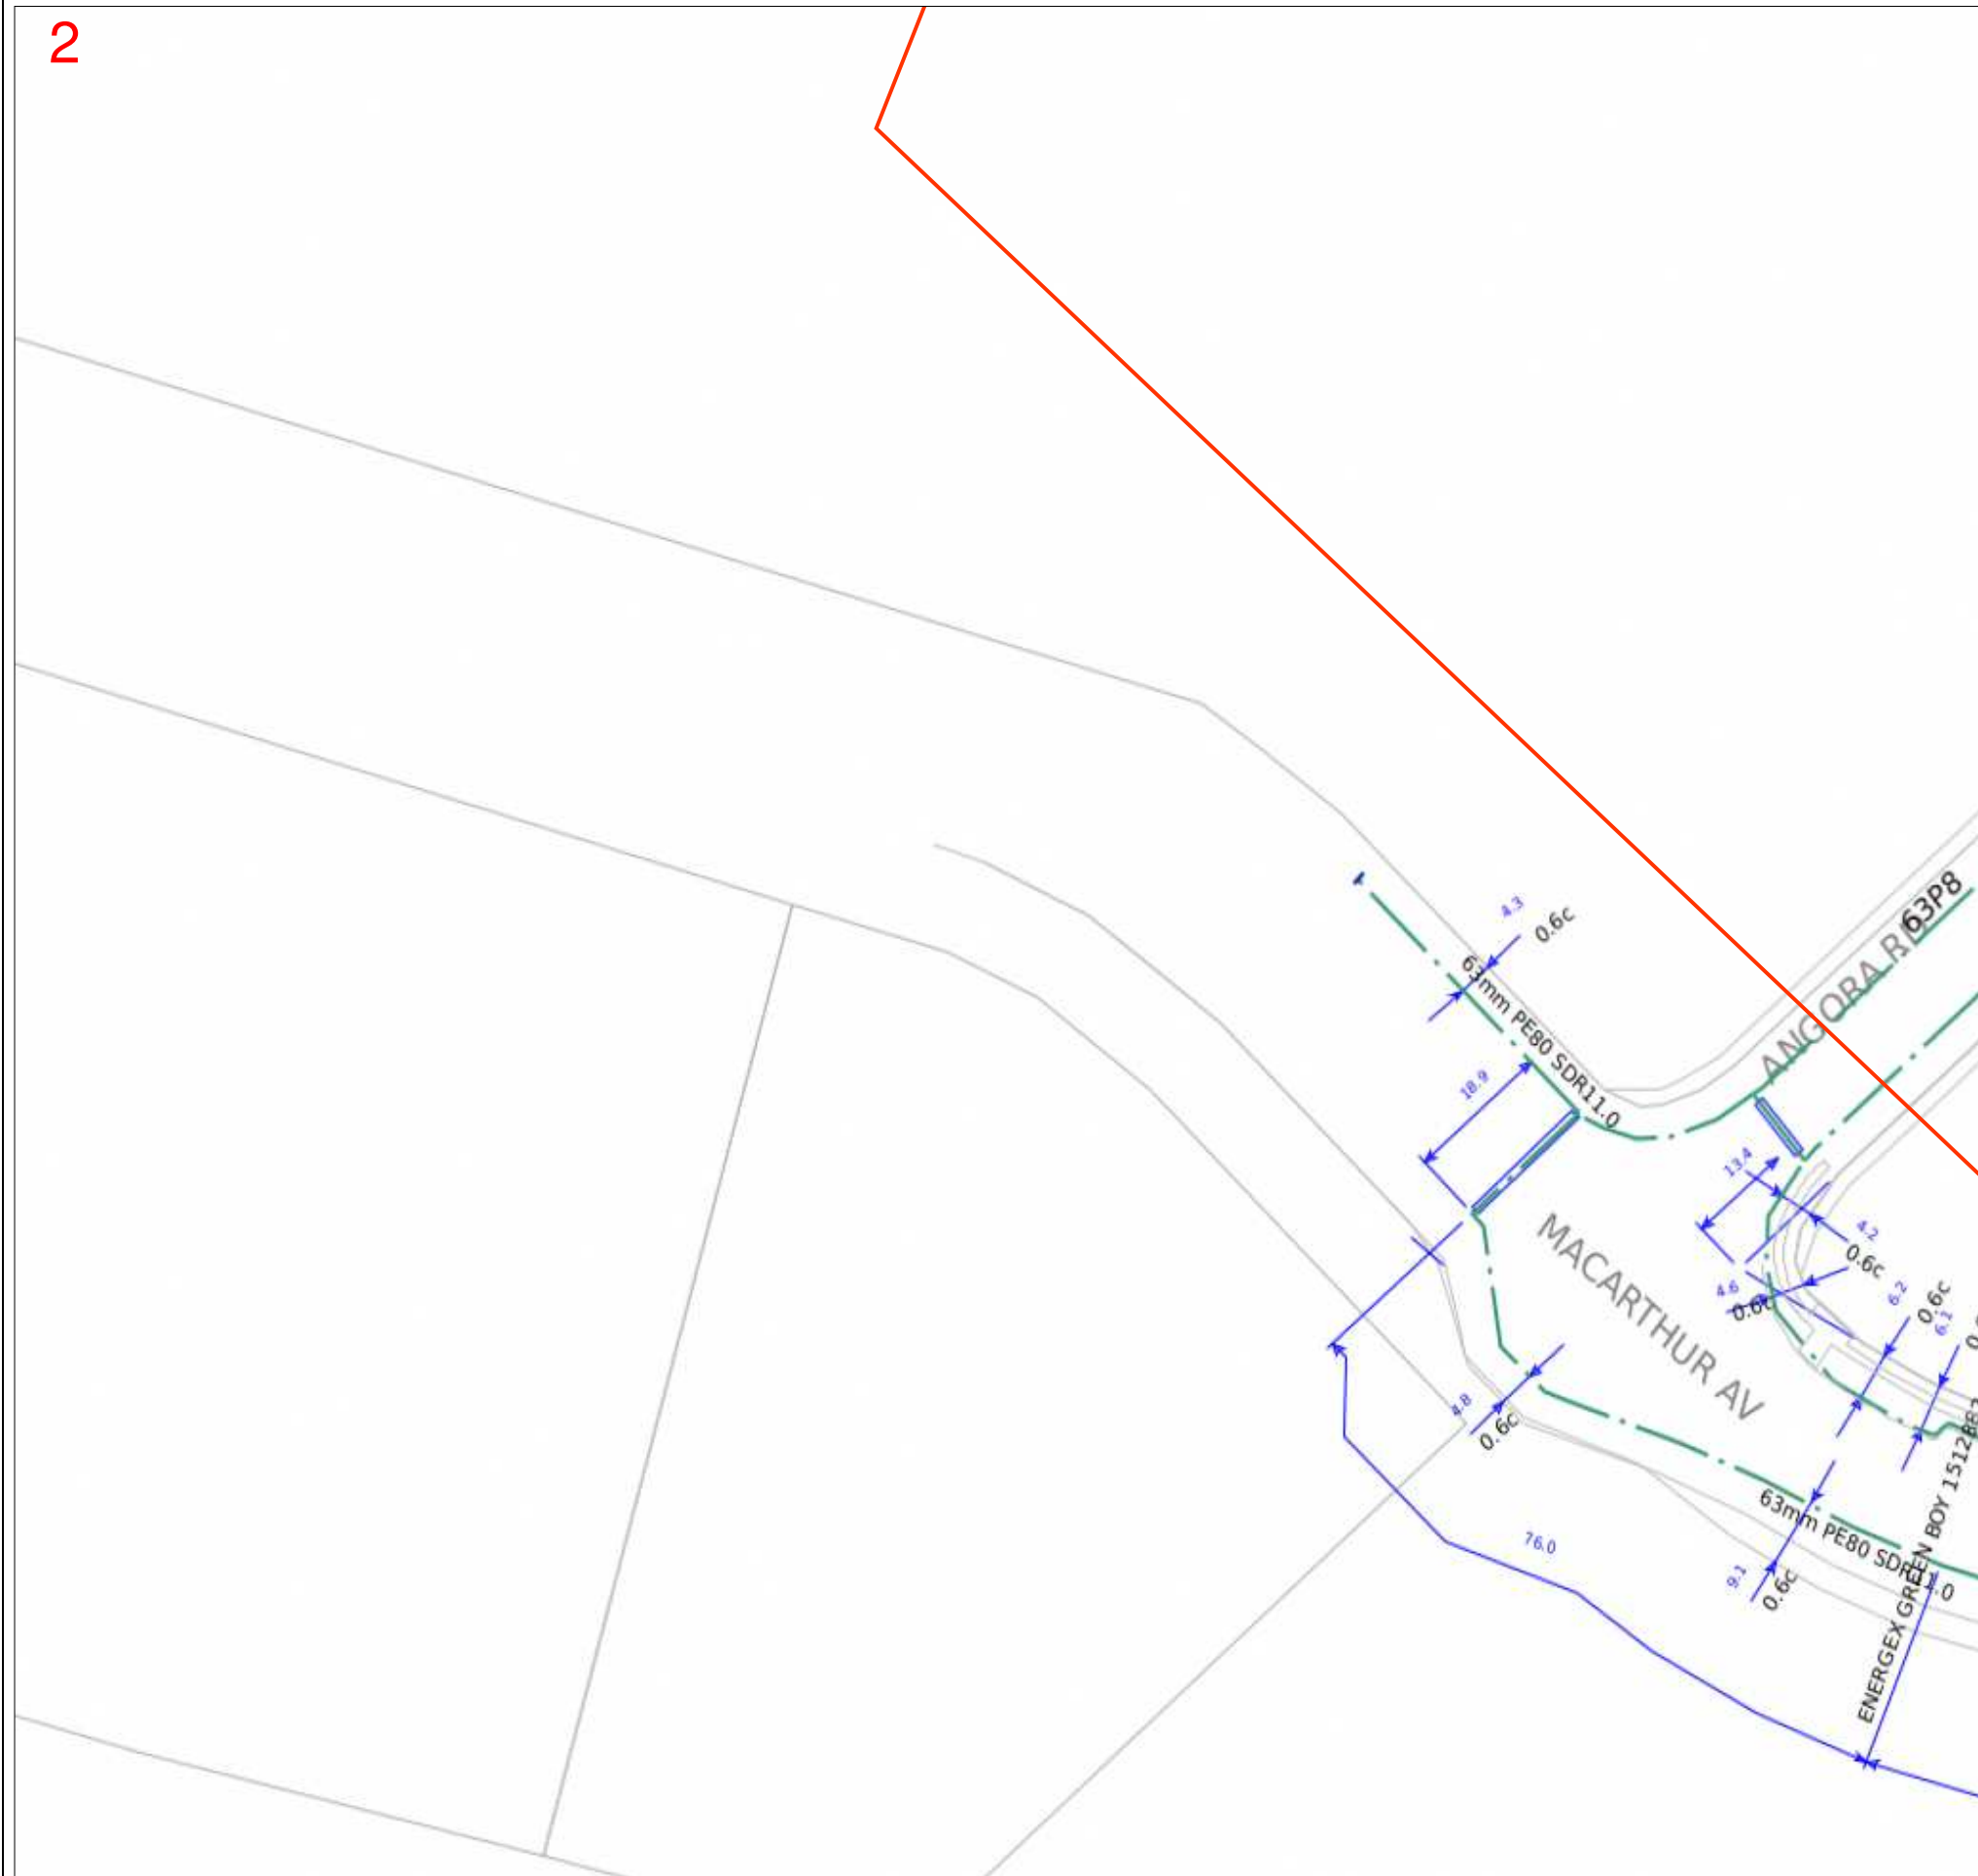 2
63P8
ANGORA RD
4.3
0.6c
63mm PE80 SDR11.0
18.9
13.4
4.2
0.6c
4.6
0.6c
6.2
0.6c
6.1
MACARTHUR AV
4.8
0.6c
63mm PE80 SDR11.0
76.0
9.1
0.6c
ENERGEX GREEN BOY